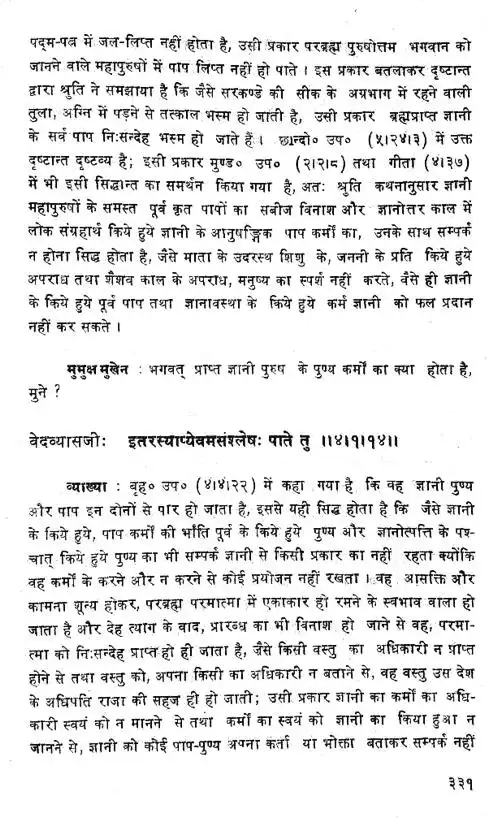 पद्म-पत्र में जल-लिप्त नहीं होता है, उसी प्रकार परब्रह्म पुरुषोत्तम भगवान को
जानने वाले महापुरुषों में पाप लिप्त नहीं हो पाते । इस प्रकार बतलाकर दृष्टान्त
द्वारा श्रुति ने समझाया है कि जैसे सरकण्डे की सीक के अग्रभाग में रहने वाली
तुला, अग्नि में पड़ने से तत्काल भस्म हो जाती है, उसी प्रकार ब्रह्मप्राप्त ज्ञानी
के सर्व पाप निःसन्देह भस्म हो जाते हैं । छान्दो० उप० (५।२४।३) में उक्त
दृष्टान्त दृष्टव्य है; इसी प्रकार मुण्ड० उप० (२।२।८) तथा गीता (४।३७)
में भी इसी सिद्धान्त का समर्थन किया गया है, अतः श्रुति कथनानुसार ज्ञानी
महापुरुषों के समस्त पूर्व कृत पापों का सबीज विनाश और ज्ञानोत्तर काल में
लोक संग्रहार्थ किये हुये ज्ञानी के आनुषङ्गिक पाप कर्मों का, उनके साथ सम्पर्क
न होना सिद्ध होता है, जैसे माता के उदरस्थ शिशु के, जननी के प्रति किये हुये
अपराध तथा शैशव काल के अपराध, मनुष्य का स्पर्श नहीं करते, वैसे ही ज्ञानी
के किये हुये पूर्व पाप तथा ज्ञानावस्था के किये हुये कर्म ज्ञानी को फल प्रदान
नहीं कर सकते ।
मुमुक्ष मुखेन : भगवत् प्राप्त ज्ञानी पुरुष के पुण्य कर्मों का क्या होता है,
मुने ?
वेदव्यासजीः इतरस्याप्येवमसंश्लेषः पाते तु ॥४।१।१४॥
व्याख्या : बृह० उप० (४।४।२२) में कहा गया है कि वह ज्ञानी पुण्य
और पाप इन दोनों से पार हो जाता है, इससे यही सिद्ध होता है कि जैसे ज्ञानी
के किये हुये, पाप कर्मों की भाँति पूर्व के किये हुये पुण्य और ज्ञानोत्पत्ति के पश्-
चात् किये हुये पुण्य का भी सम्पर्क ज्ञानी से किसी प्रकार का नहीं रहता क्योंकि
वह कर्मों के करने और न करने से कोई प्रयोजन नहीं रखता । वह आसक्ति और
कामना शून्य होकर, परब्रह्म परमात्मा में एकाकार हो रमने के स्वभाव वाला हो
जाता है और देह त्याग के वाद, प्रारब्ध का भी विनाश हो जाने से वह, परमा-
त्मा को निःसन्देह प्राप्त हो ही जाता है, जैसे किसी वस्तु का अधिकारी न प्राप्त
होने से तथा वस्तु को, अपना किसी का अधिकारी न बताने से, वह वस्तु उस देश
के अधिपति राजा की सहज ही हो जाती; उसी प्रकार ज्ञानी का कर्मों का अधि-
कारी स्वयं को न मानने से तथा कर्मों का स्वयं को ज्ञानी का किया हुआ न
जानने से, ज्ञानी को कोई पाप-पुण्य अपना कर्ता या भोक्ता बताकर सम्पर्क नहीं
३३१